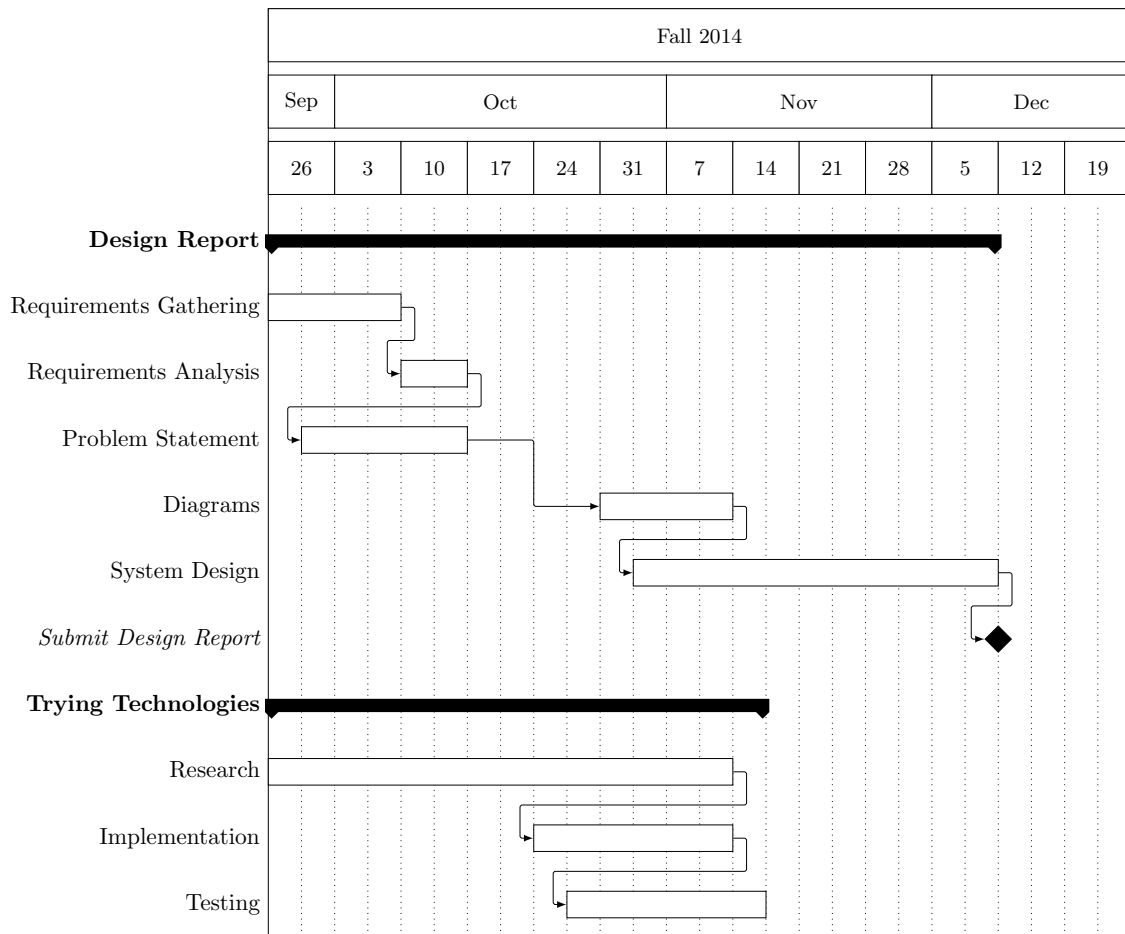 Fall 2014
Sep Oct Nov Dec
26 3 10 17 24 31 7 14 21 28 5 12 19
Design Report
Requirements Gathering
Requirements Analysis
Problem Statement
Diagrams
System Design
Submit Design Report
Trying Technologies
Research
Implementation
Testing